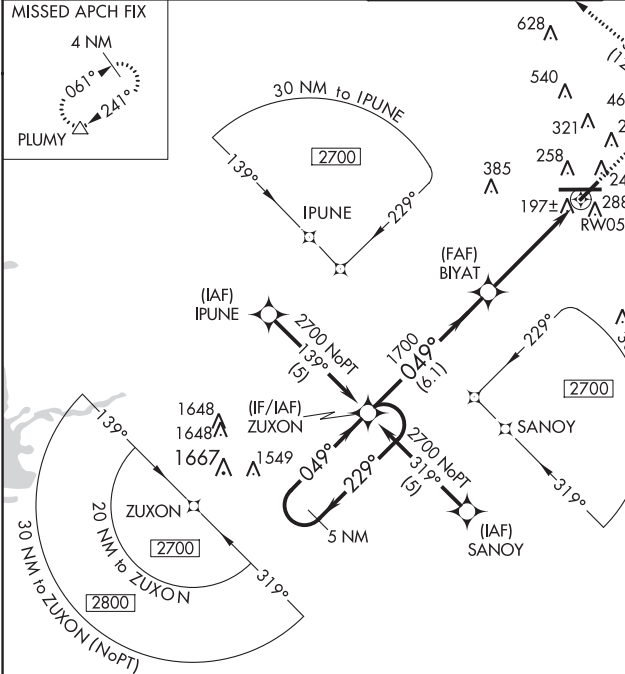 MISSED APCH FIX
4 NM
061°
241°
PLUMY
628
540
321
258
385
197±
288
RW05
30 NM to IPUNE
2700
139°
229°
IPUNE
(FAF)
BIYAT
(IAF)
IPUNE
2700 NoPT
139°
(5)
1700
049°
(6.1)
(IF/IAF)
ZUXON
229°
2700
SANOY
319°
1648
1648
1667
1549
049°
229°
5 NM
2700 NoPT
319°
(5)
(IAF)
SANOY
139°
ZUXON
2700
20 NM to ZUXON
319°
2800
30 NM to ZUXON (NoPT)